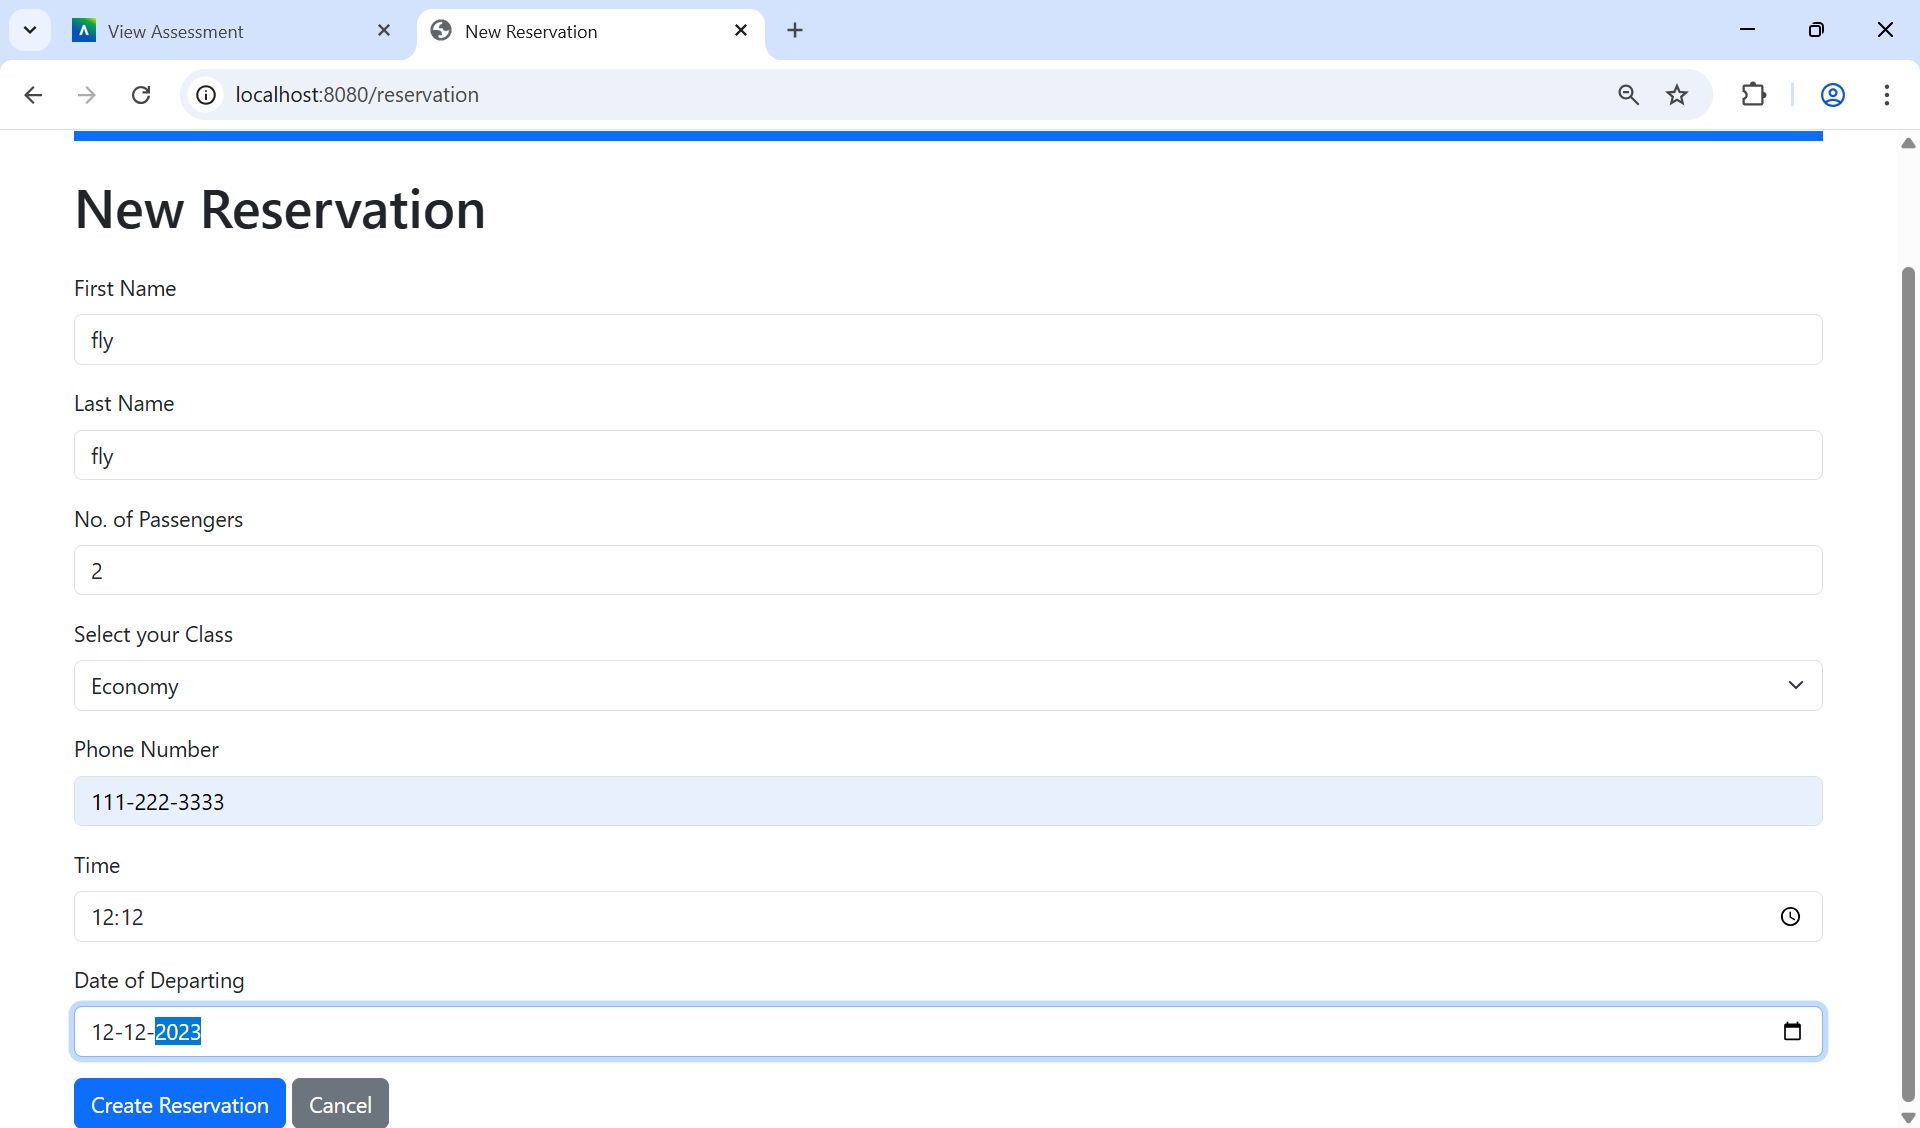 View Assessment
New Reservation
localhost:8080/reservation
New Reservation
First Name
fly
Last Name
fly
No. of Passengers
2
Select your Class
Economy
Phone Number
111-222-3333
Time
12:12
Date of Departing
12-12-2023
Create Reservation Cancel